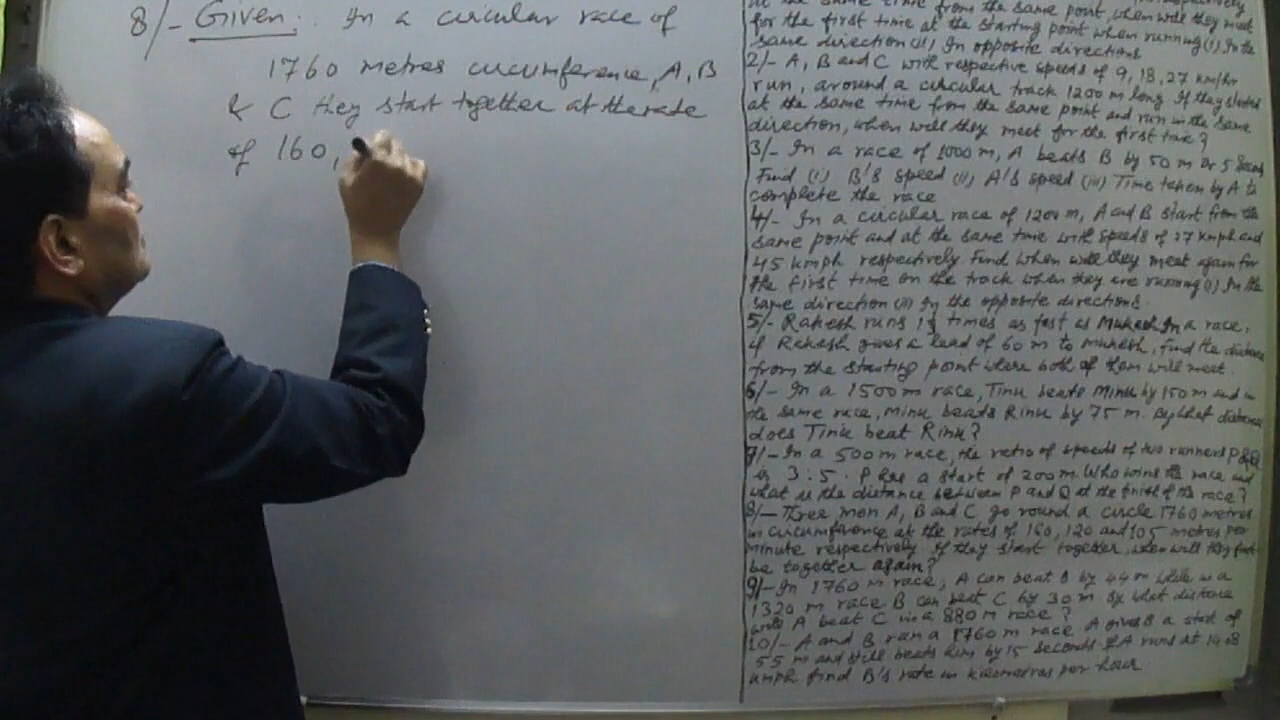 8/- Given: In a circular race of
1760 metres circumference, A, B
& C they start together at the rate
of 160,
at the same time from the same point, when will they meet
for the first time at the starting point when running (i) In the
same direction (ii) In opposite directions
2/- A, B and C with respective speeds of 9, 18, 27 km/hr
run, around a circular track 1200 m long. If they started
at the same time from the same point and run in the same
direction, when will they meet for the first time?
3/- In a race of 1000 m, A beats B by 50 m or 5 Seconds
Find (i) B's speed (ii) A's speed (iii) Time taken by A to
complete the race
4/- In a circular race of 1200 m, A and B start from the
same point and at the same time with speeds of 27 kmph and
45 kmph respectively Find when will they meet again for
the first time on the track when they are running (i) In the
same direction (ii) In the opposite directions.
5/- Rakesh runs times as fast as Mukesh. In a race,
if Rakesh gives a lead of 60 m to Mukesh, find the distance
from the starting point where both of them will meet.
6/- In a 1500 m race, Tinu beats Minu by 150 m and in
the same race, Minu beats Rinu by 75 m. By what distance
does Tinu beat Rinu?
7/- In a 500 m race, the ratio of speeds of two runners P & Q
is 3 : 5. P has a start of 200 m. Who wins the race and
what is the distance between P and Q at the finish of the race?
8/- Three men A, B and C go round a circle 1760 metres
in circumference at the rates of 160, 120 and 105 metres per
minute respectively. If they start together, when will they first
be together again?
9/- In 1760 m race, A can beat B by 44 m while in a
1320 m race B can beat C by 30 m By what distance
will A beat C in a 880 m race?
10/- A and B run a 1760 m race. A gives B a start of
55 m and still beats him by 15 seconds. If A runs at
kmph find B's rate in kilometres per hour.